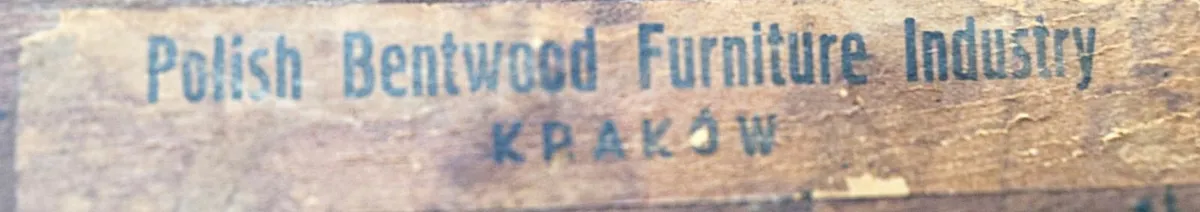 Polish Bentwood Furniture Industry
KRAKÓW